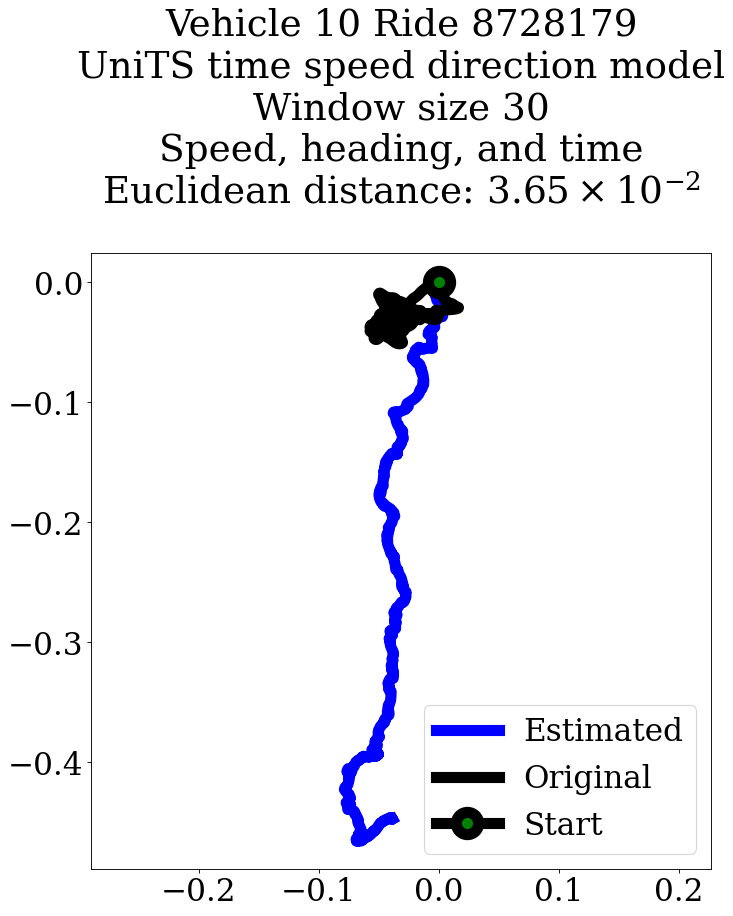 Vehicle 10 Ride 8728179
UniTS time speed direction model
Window size 30
Speed, heading, and time
Euclidean distance: 3.65 × 10⁻²
0.0
−0.1
−0.2
−0.3
−0.4
Estimated
Original
Start
−0.2 −0.1 0.0 0.1 0.2